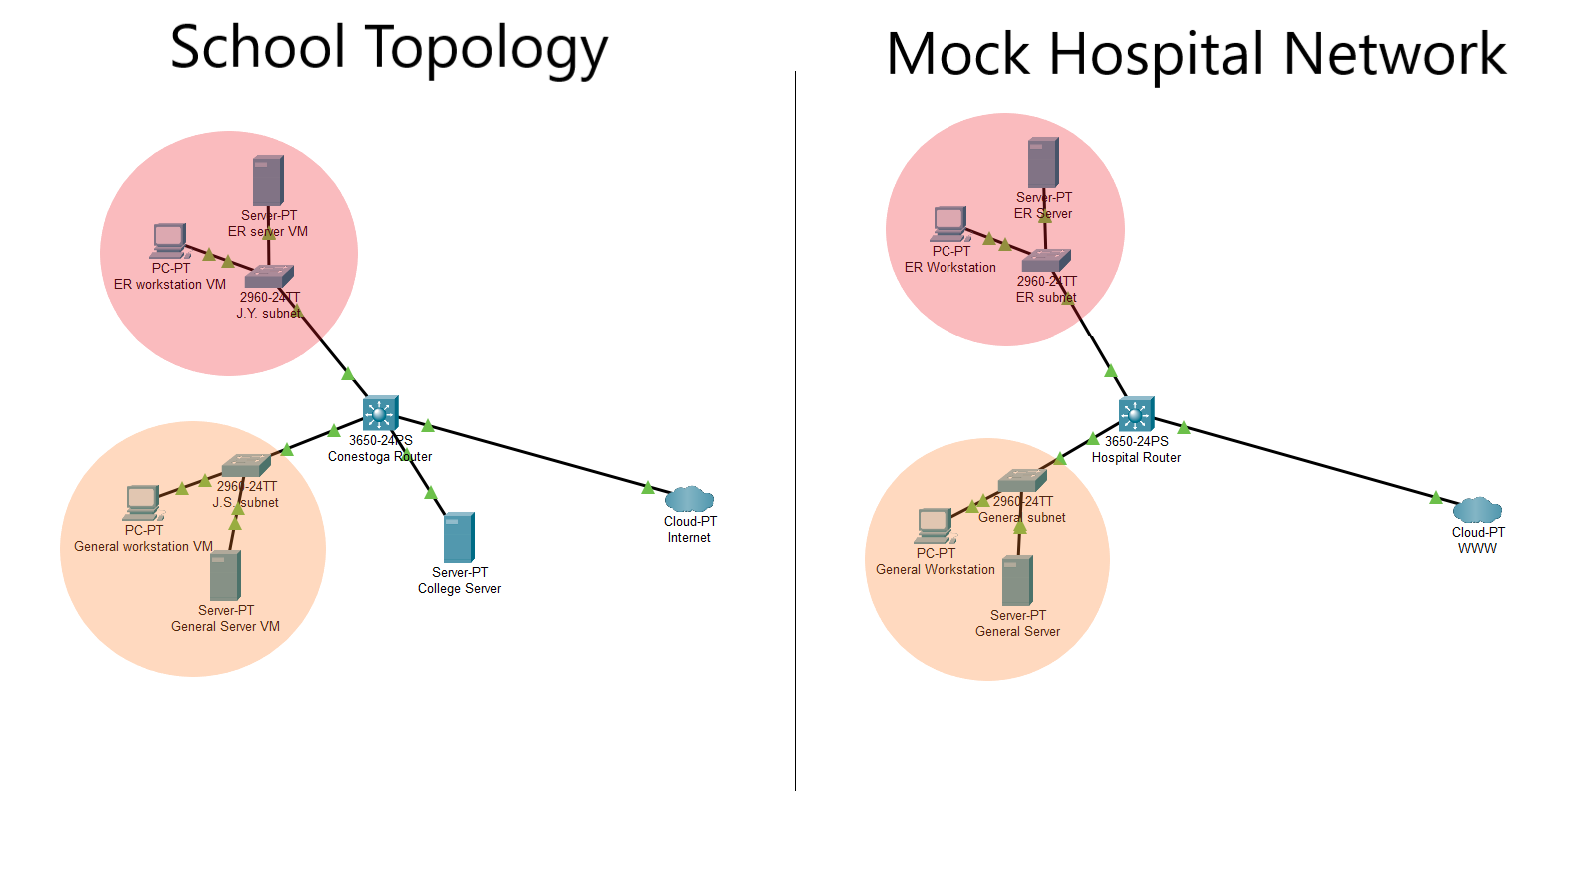 School Topology
Server-PT
ER server VM
PC-PT
ER workstation VM
2960-24TT
J.Y. subnet
3650-24PS
Conestoga Router
2960-24TT
J.S. subnet
PC-PT
General workstation VM
Server-PT
General Server VM
Server-PT
College Server
Cloud-PT
Internet
Mock Hospital Network
Server-PT
ER Server
PC-PT
ER Workstation
2960-24TT
ER subnet
3650-24PS
Hospital Router
2960-24TT
General subnet
PC-PT
General Workstation
Server-PT
General Server
Cloud-PT
WWW